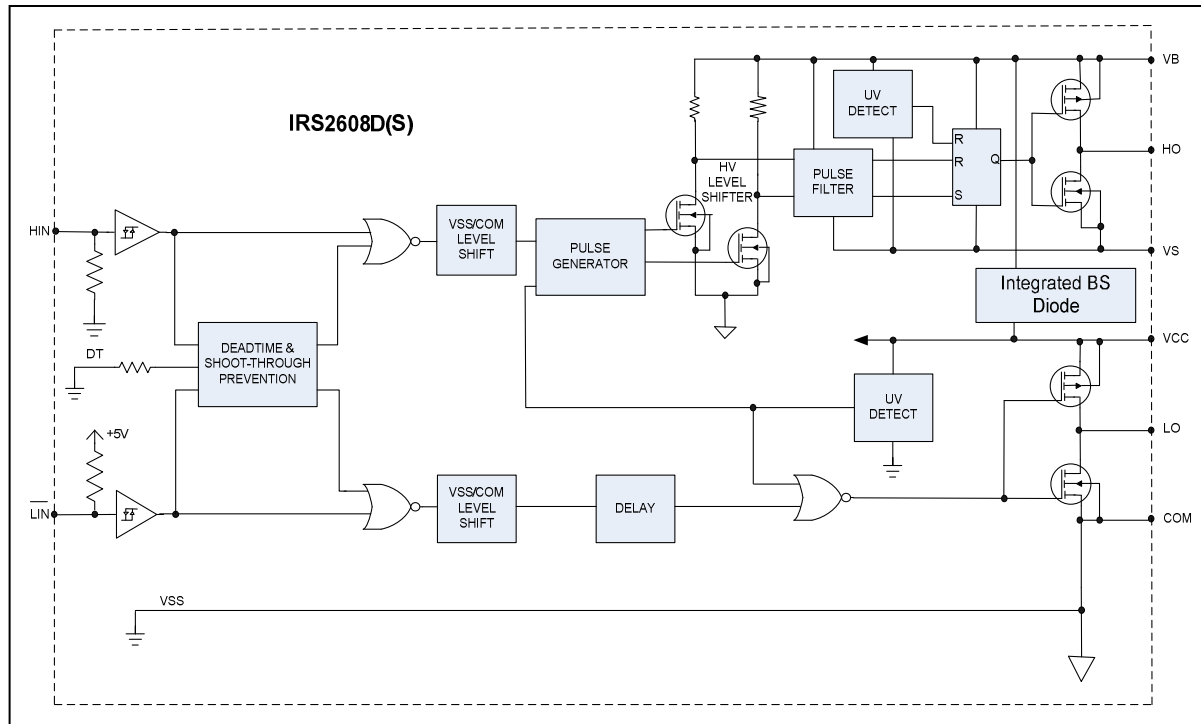 VB
UV
DETECT
IRS2608D(S)
R
R
Q
S
HO
HV
LEVEL
SHIFTER
PULSE
FILTER
HIN
VSS/COM
LEVEL
SHIFT
PULSE
GENERATOR
VS
Integrated BS
Diode
DT
DEADTIME &
SHOOT-THROUGH
PREVENTION
VCC
UV
DETECT
+5V
LO
LIN
VSS/COM
LEVEL
SHIFT
DELAY
COM
VSS